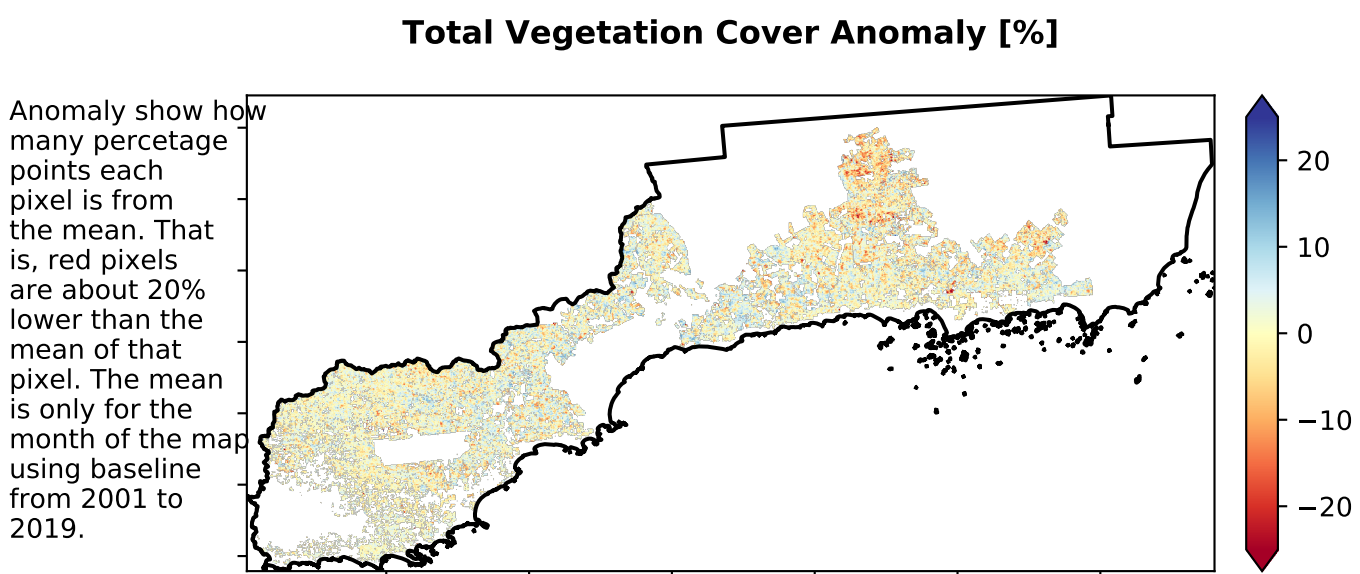 Total Vegetation Cover Anomaly [%]
Anomaly show how
many percetage
points each
pixel is from
the mean. That
is, red pixels
are about 20%
lower than the
mean of that
pixel. The mean
is only for the
month of the map
using baseline
from 2001 to
2019.
20
10
0
−10
−20